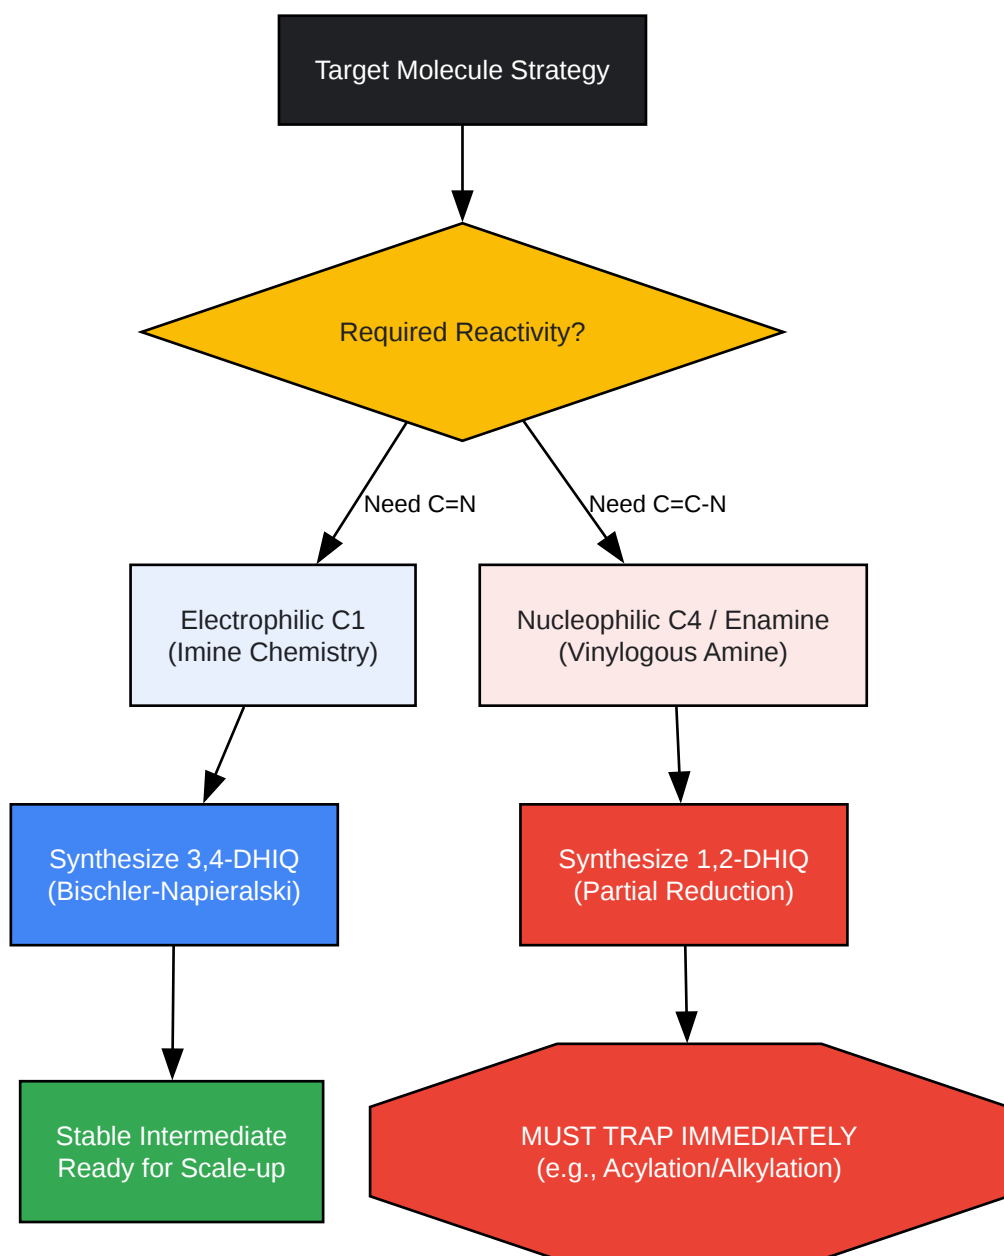 Target Molecule Strategy
Required Reactivity?
Need C=N
Need C=C-N
Electrophilic C1
(Imine Chemistry)
Nucleophilic C4 / Enamine
(Vinylogous Amine)
Synthesize 3,4-DHIQ
(Bischler-Napieralski)
Synthesize 1,2-DHIQ
(Partial Reduction)
Stable Intermediate
Ready for Scale-up
MUST TRAP IMMEDIATELY
(e.g., Acylation/Alkylation)